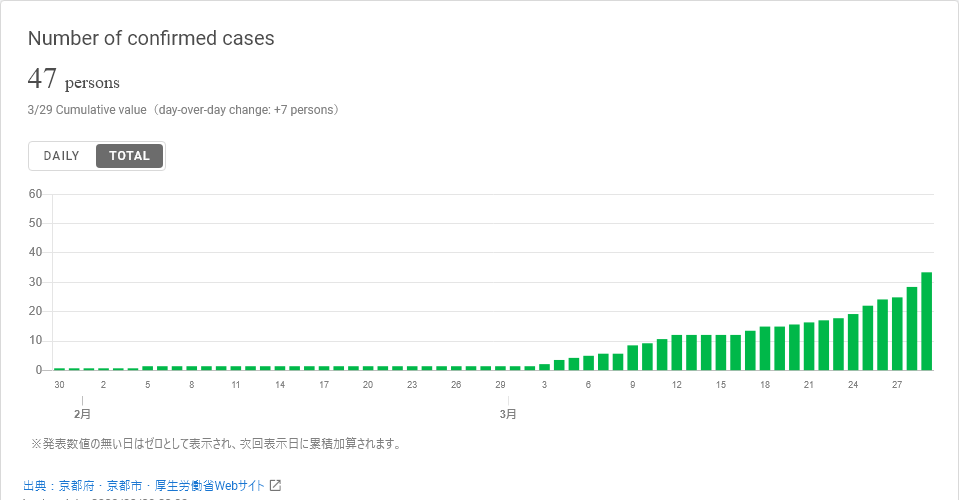 Number of confirmed cases
47 persons
3/29 Cumulative value（day-over-day change: +7 persons）
DAILY TOTAL
60
50
40
30
20
10
0
30 2 5 8 11 14 17 20 23 26 29 3 6 9 12 15 18 21 24 27
2月 3月
※発表数値の無い日はゼロとして表示され、次回表示日に累積加算されます。
出典：京都府・京都市・厚生労働省Webサイト